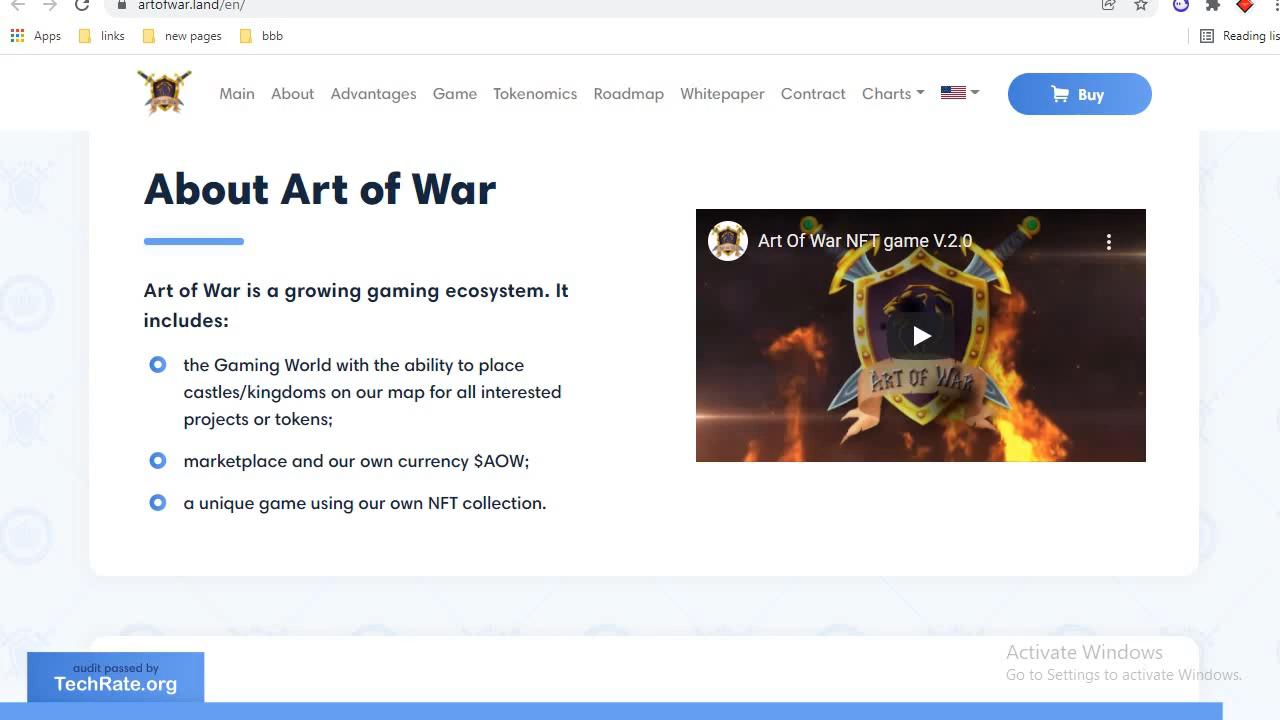 artofwar.land/en/
Apps links new pages bbb Reading lis
Main About Advantages Game Tokenomics Roadmap Whitepaper Contract Charts Buy
About Art of War
Art of War is a growing gaming ecosystem. It
includes:
the Gaming World with the ability to place
castles/kingdoms on our map for all interested
projects or tokens;
marketplace and our own currency $AOW;
a unique game using our own NFT collection.
Art Of War NFT game V.2.0
ART OF WAR
audit passed by
TechRate.org
Activate Windows
Go to Settings to activate Windows.